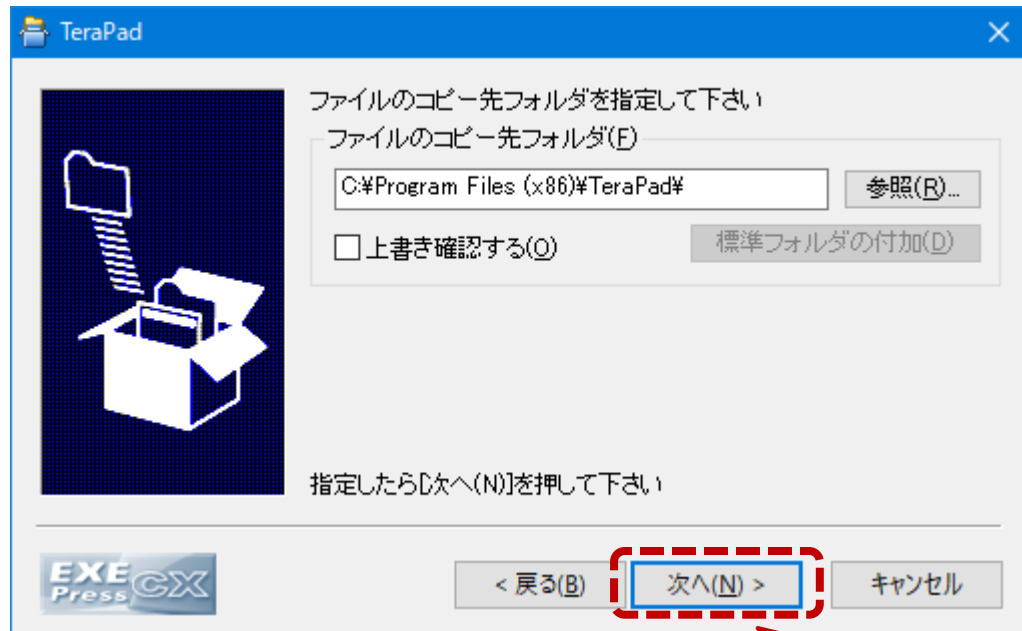 TeraPad
ファイルのコピー先フォルダを指定して下さい
ファイルのコピー先フォルダ(F)
C:¥Program Files (x86)¥TeraPad¥
参照(R)...
上書き確認する(O)
標準フォルダの付加(D)
指定したら[次へ(N)]を押して下さい
EXE
Press CX
< 戻る(B)
次へ(N) >
キャンセル